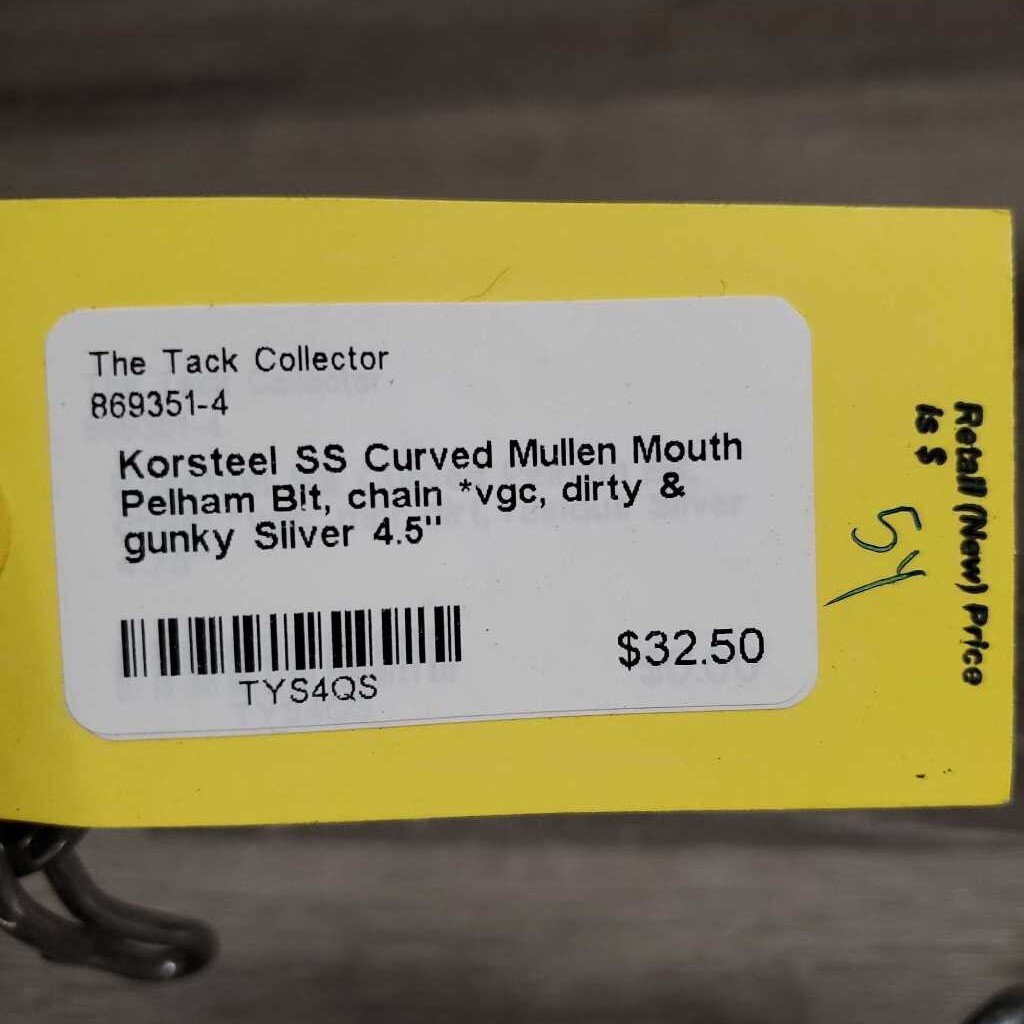 The Tack Collector
869351-4
Korsteel SS Curved Mullen Mouth
Pelham Bit, chain *vgc, dirty &
gunky Silver 4.5"
TYS4QS
$32.50
Retail (New) Price
is $
54